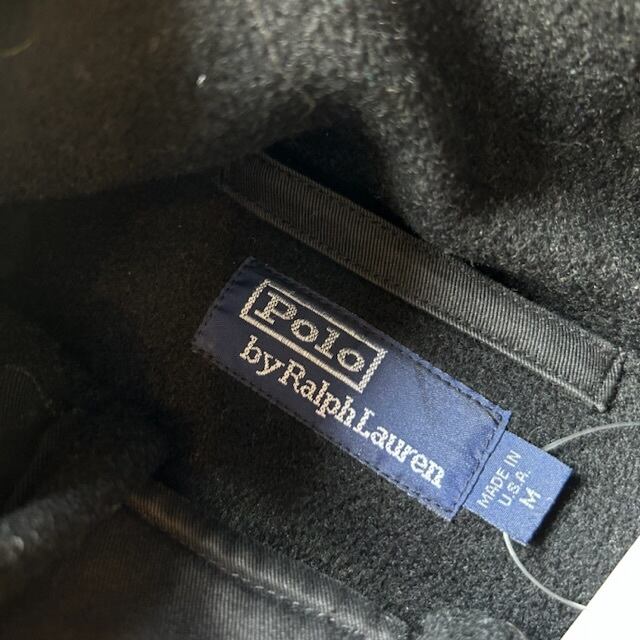 Polo
by Ralph Lauren
MADE IN
U.S.A.
M